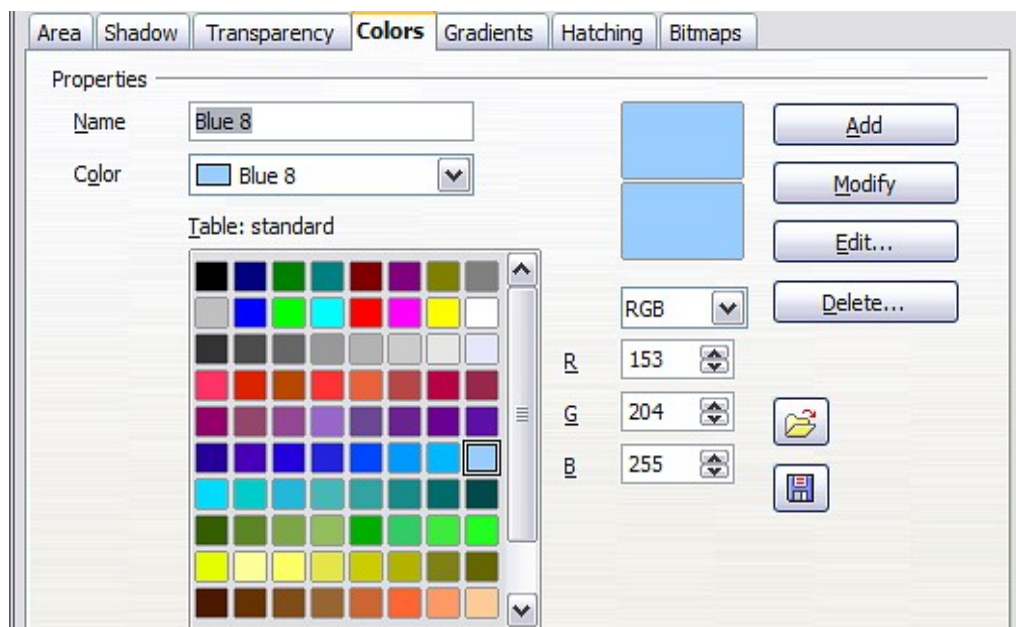 Area Shadow Transparency Colors Gradients Hatching Bitmaps
Properties
Name Blue 8 Add
Color Blue 8 Modify
Table: standard Edit...
RGB Delete...
R 153
G 204
B 255